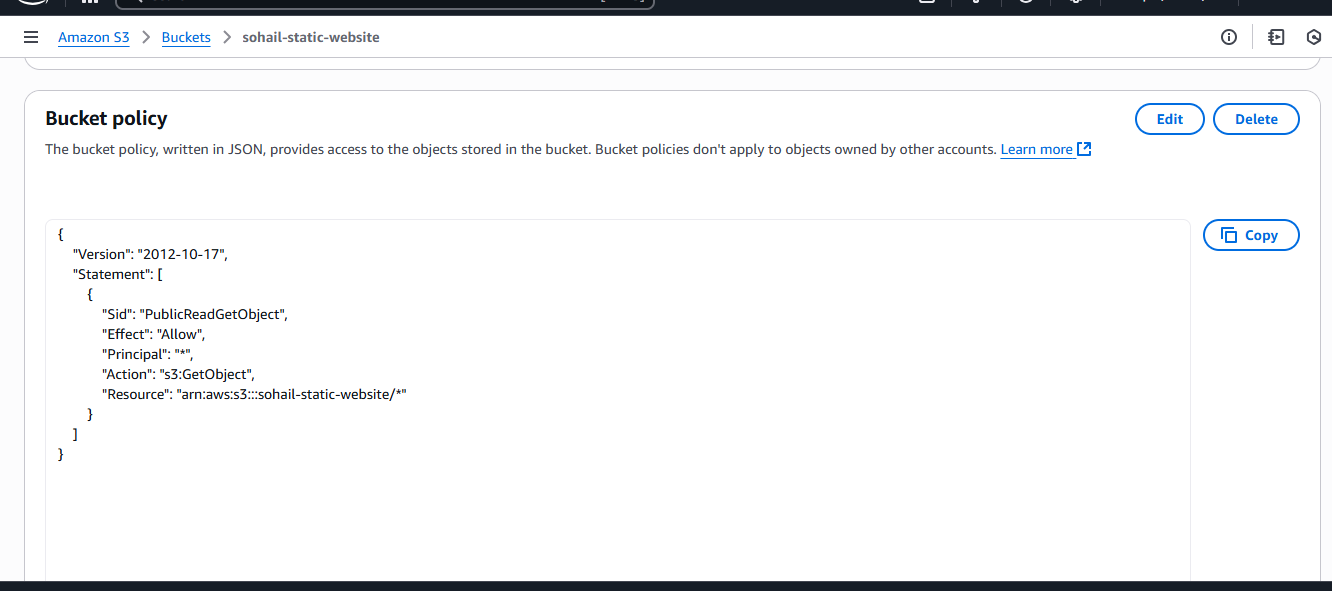 Amazon S3 > Buckets > sohail-static-website
Bucket policy
Edit
Delete
The bucket policy, written in JSON, provides access to the objects stored in the bucket. Bucket policies don't apply to objects owned by other accounts. Learn more
Copy
{
"Version": "2012-10-17",
"Statement": [
{
"Sid": "PublicReadGetObject",
"Effect": "Allow",
"Principal": "*",
"Action": "s3:GetObject",
"Resource": "arn:aws:s3:::sohail-static-website/*"
}
]
}